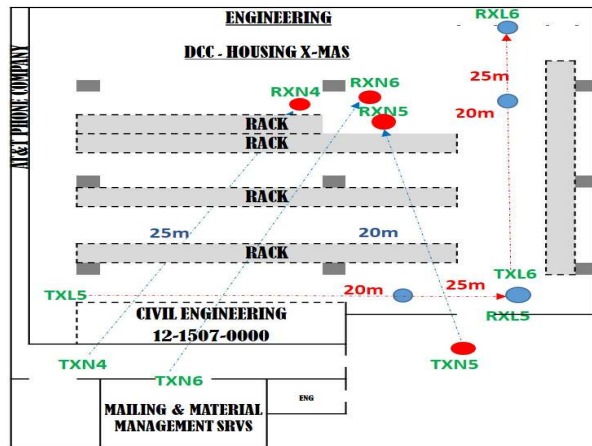 ENGINEERING
RXL6
DCC - HOUSING X-MAS
AT&T PHONE COMPANY
25m
RXN4
RXN6
20m
RXN5
RACK
RACK
RACK
25m
20m
RACK
TXL6
TXL5
20m
25m
RXL5
CIVIL ENGINEERING
12-1507-0000
TXN4
TXN6
TXN5
ENG
MAILING & MATERIAL
MANAGEMENT SRVS